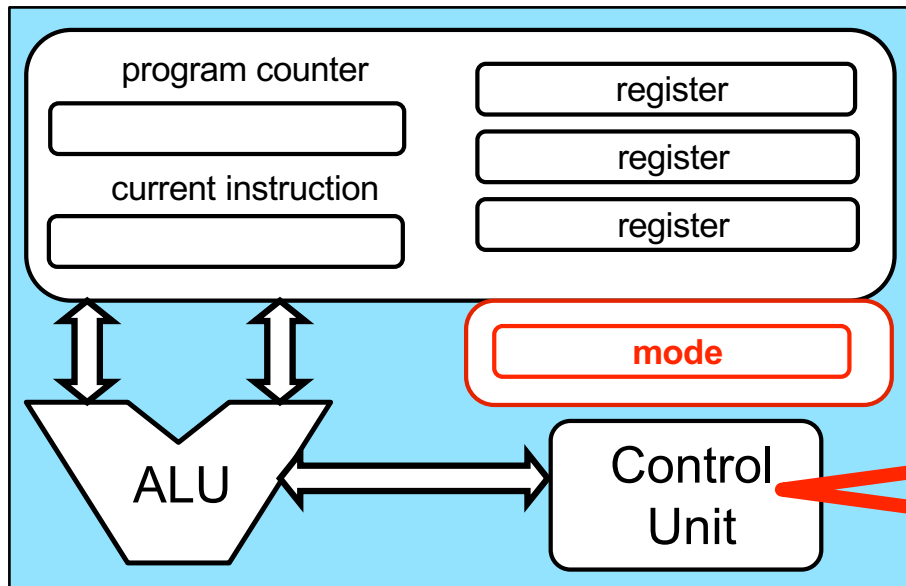 program counter
register
register
current instruction
register
mode
ALU
Control
Unit